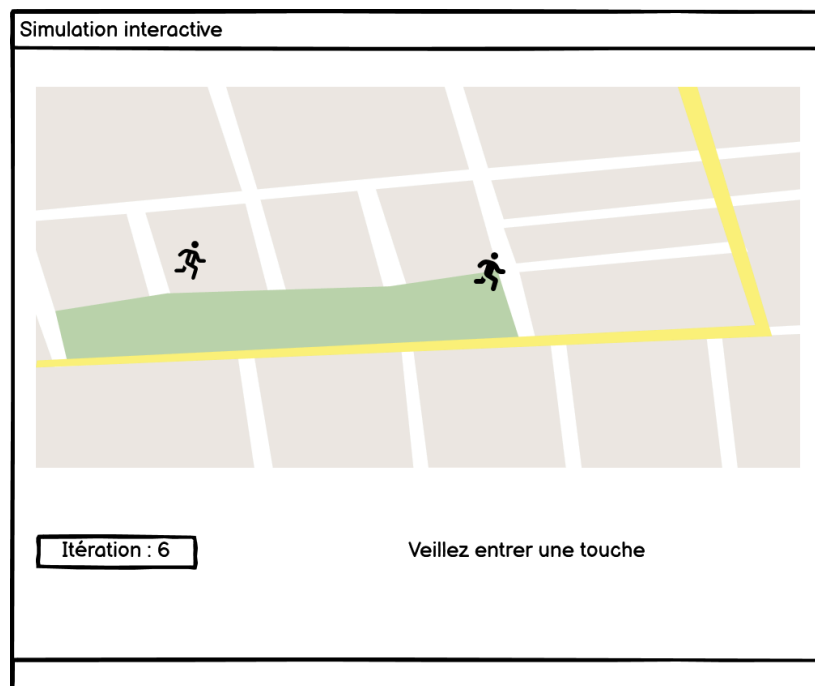 Simulation interactive
Itération : 6
Veillez entrer une touche